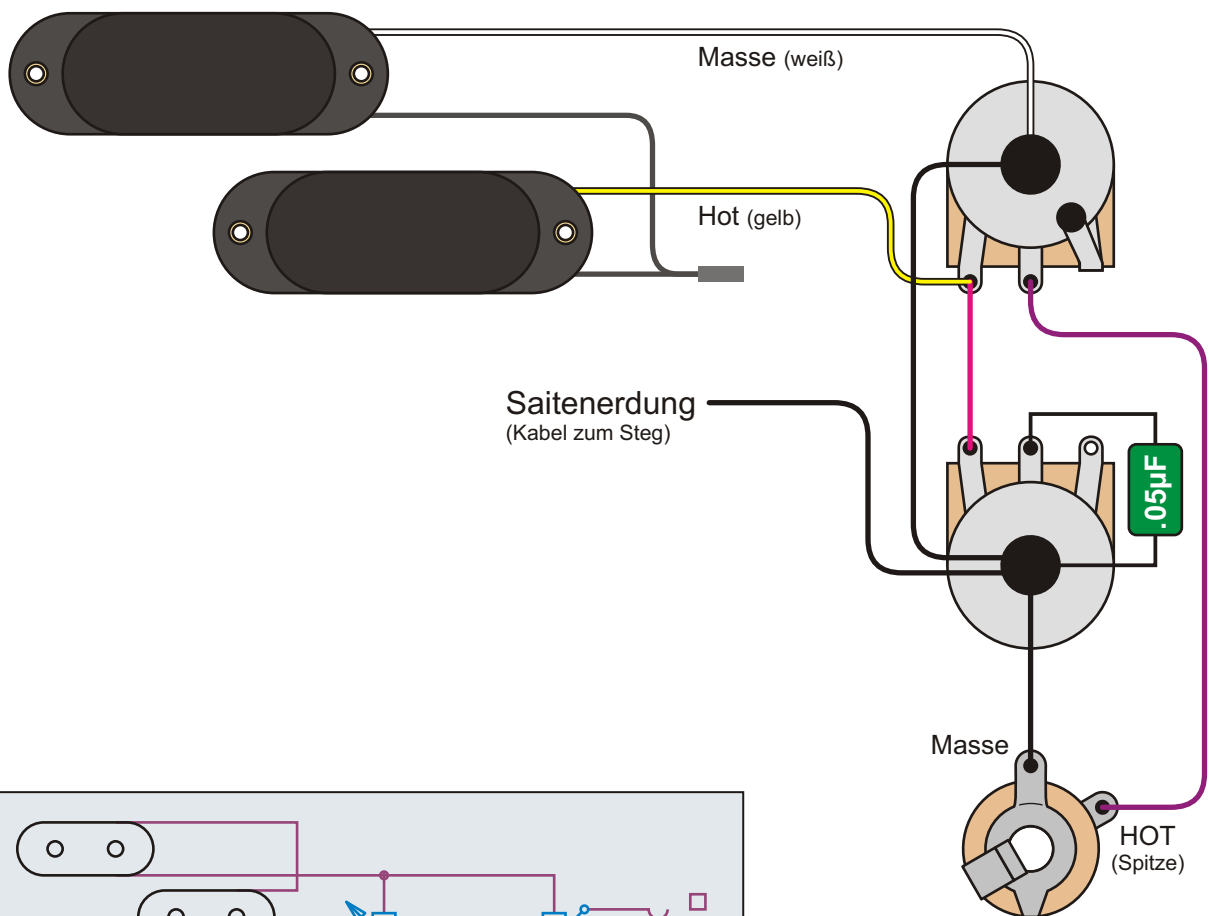 Masse (weiß)
Hot (gelb)
Saitenerdung
(Kabel zum Steg)
.05µF
Masse
HOT
(Spitze)